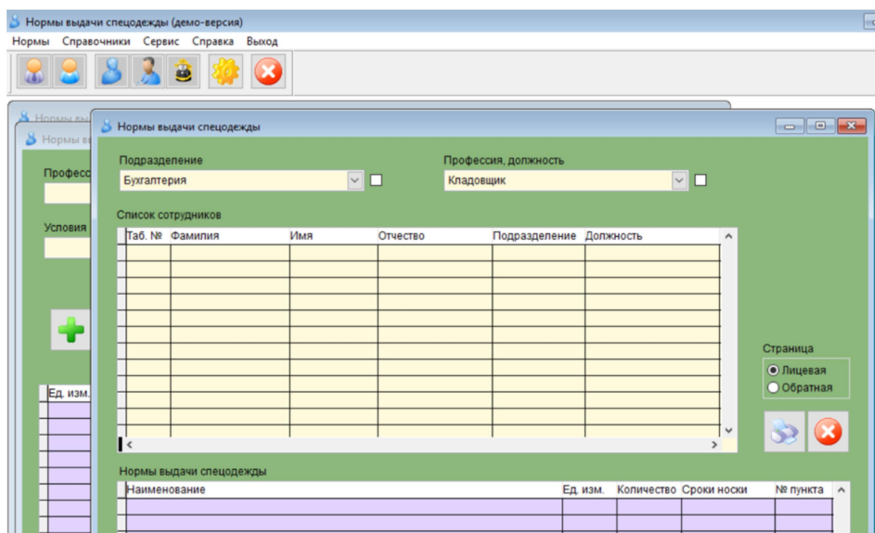 Нормы выдачи спецодежды (демо-версия)
Нормы Справочники Сервис Справка Выход
Нормы
Нормы
Нормы выдачи спецодежды
Подразделение Профессия, должность
Бухгалтерия Кладовщик
Список сотрудников
Таб. № Фамилия Имя Отчество Подразделение Должность
Условия
Страница
Лицевая
Обратная
Ед. изм.
Нормы выдачи спецодежды
Наименование Ед. изм. Количество Сроки носки № пункта